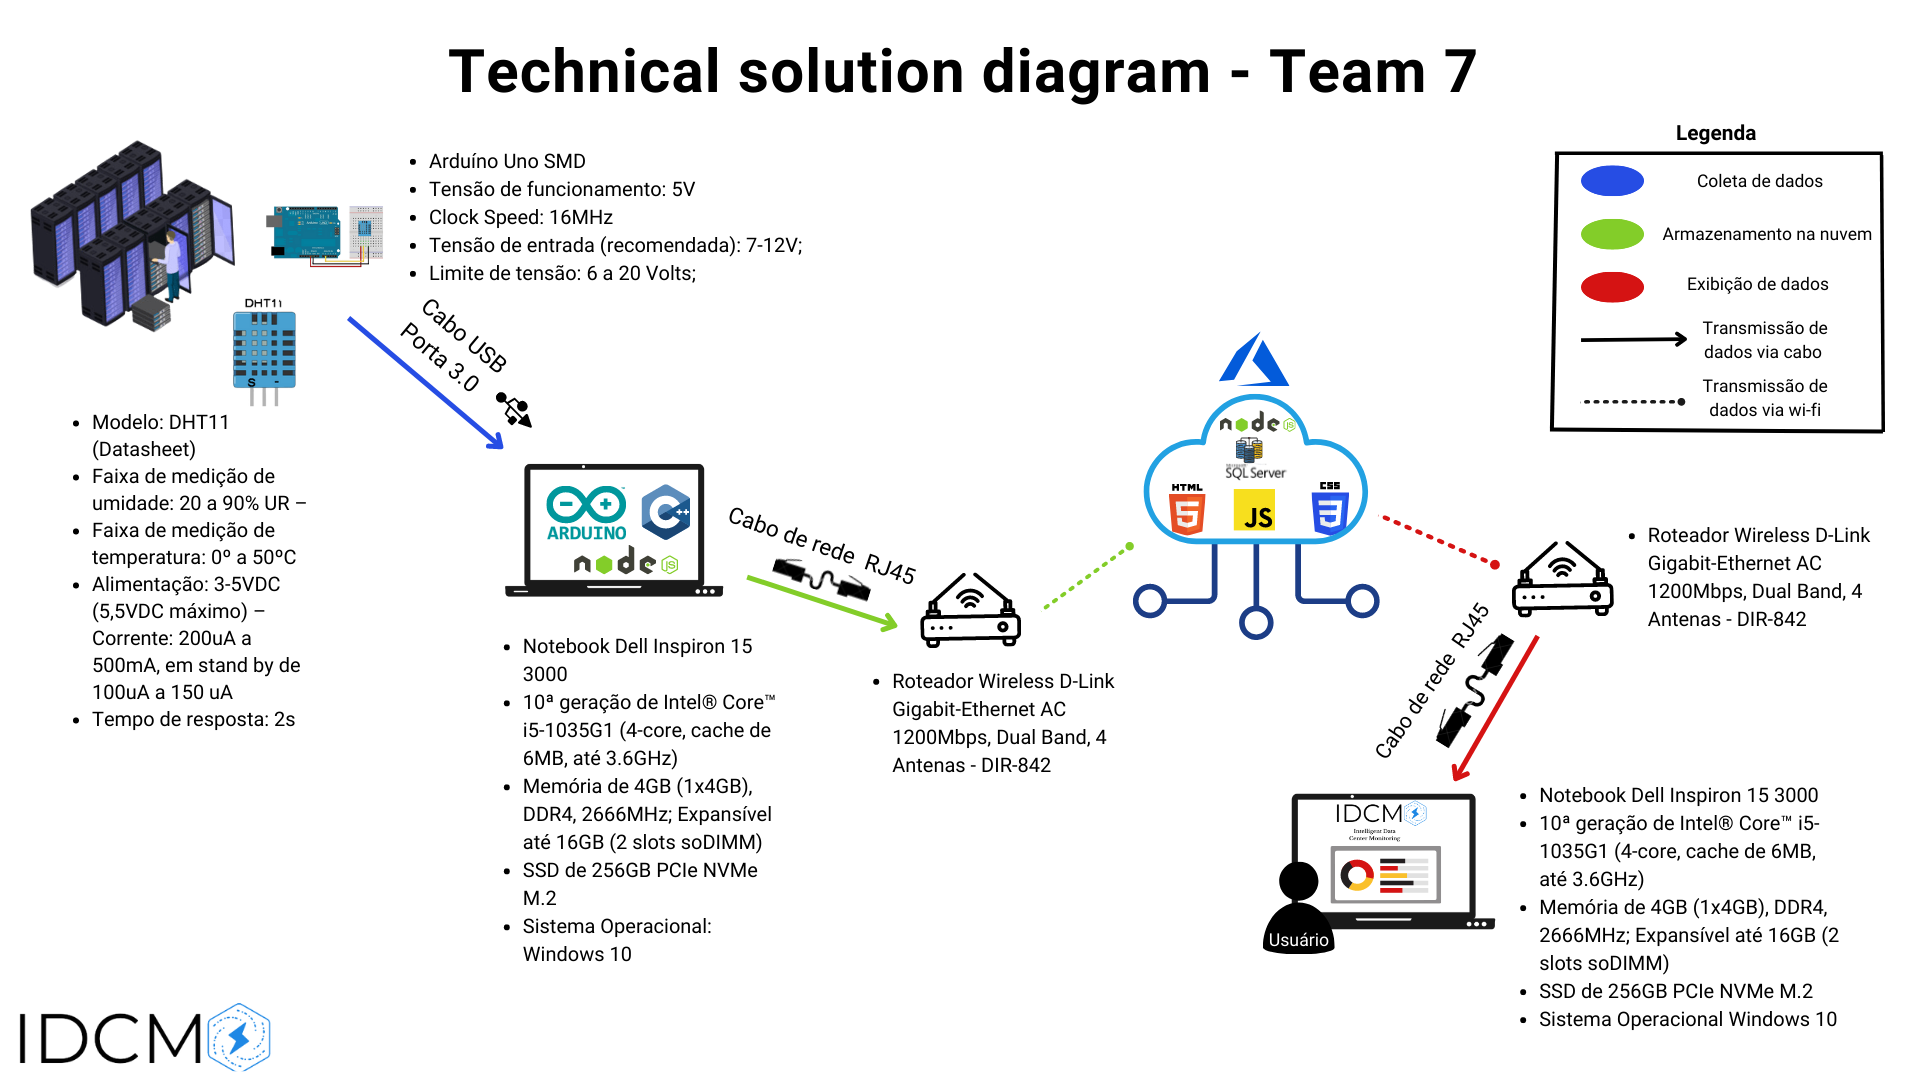 Technical solution diagram - Team 7
Arduíno Uno SMD
Tensão de funcionamento: 5V
Clock Speed: 16MHz
Tensão de entrada (recomendada): 7-12V;
Limite de tensão: 6 a 20 Volts;
Legenda
Coleta de dados
Armazenamento na nuvem
Exibição de dados
Transmissão de
dados via cabo
Transmissão de
dados via wi-fi
DHT11
S -
Modelo: DHT11
(Datasheet)
Faixa de medição de
umidade: 20 a 90% UR –
Faixa de medição de
temperatura: 0º a 50ºC
Alimentação: 3-5VDC
(5,5VDC máximo) –
Corrente: 200uA a
500mA, em stand by de
100uA a 150 uA
Tempo de resposta: 2s
Cabo USB
Porta 3.0
ARDUINO
C++
node JS
Notebook Dell Inspiron 15
3000
10ª geração de Intel® Core™
i5-1035G1 (4-core, cache de
6MB, até 3.6GHz)
Memória de 4GB (1x4GB),
DDR4, 2666MHz; Expansível
até 16GB (2 slots soDIMM)
SSD de 256GB PCIe NVMe
M.2
Sistema Operacional:
Windows 10
Cabo de rede RJ45
Roteador Wireless D-Link
Gigabit-Ethernet AC
1200Mbps, Dual Band, 4
Antenas - DIR-842
node JS
SQL Server
HTML
5
JS
CSS
3
Roteador Wireless D-Link
Gigabit-Ethernet AC
1200Mbps, Dual Band, 4
Antenas - DIR-842
Cabo de rede RJ45
IDCM
Intelligent Data
Center Monitoring
Usuário
Notebook Dell Inspiron 15 3000
10ª geração de Intel® Core™ i5-
1035G1 (4-core, cache de 6MB,
até 3.6GHz)
Memória de 4GB (1x4GB), DDR4,
2666MHz; Expansível até 16GB (2
slots soDIMM)
SSD de 256GB PCIe NVMe M.2
Sistema Operacional Windows 10
IDCM